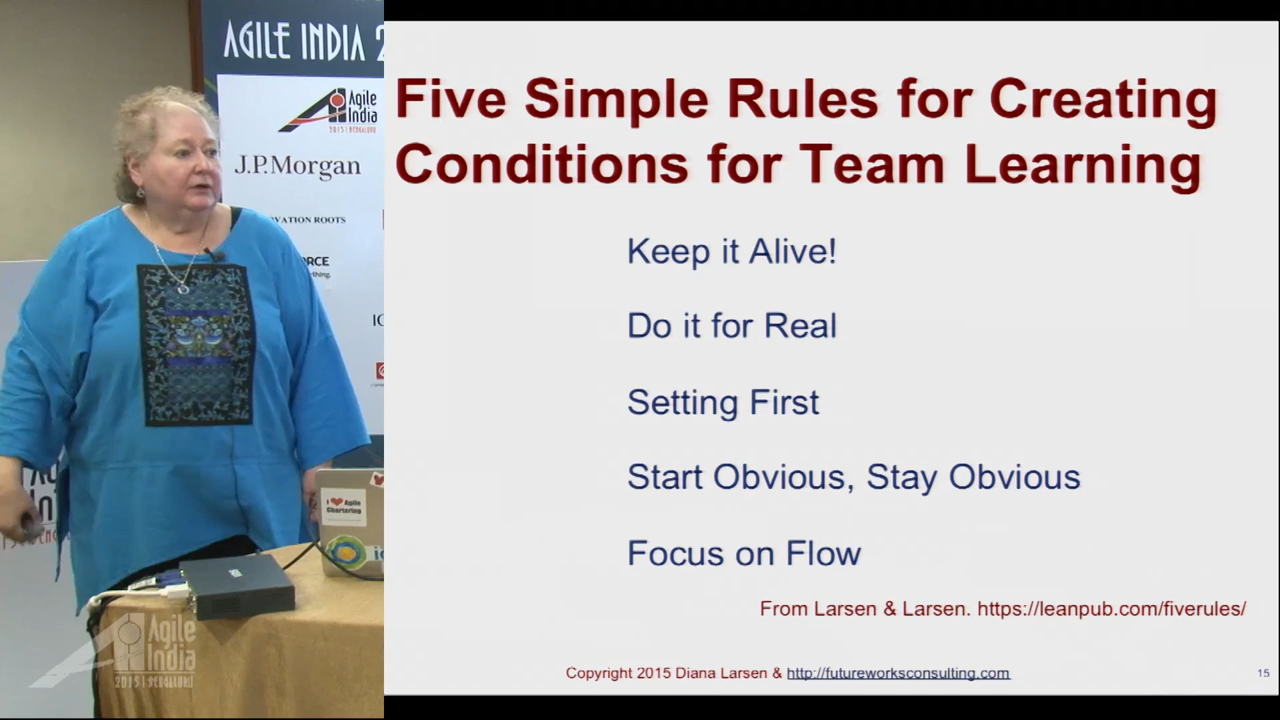 AGILE INDIA 2
Agile
India
2015 | BENGALURU
J.P.Morgan
VATION ROOTS
RCE
I ❤ Agile
Chartering
Agile
India
2015 | BENGALURU
Five Simple Rules for Creating
Conditions for Team Learning
Keep it Alive!
Do it for Real
Setting First
Start Obvious, Stay Obvious
Focus on Flow
From Larsen & Larsen. https://leanpub.com/fiverules/
Copyright 2015 Diana Larsen & http://futureworksconsulting.com
15